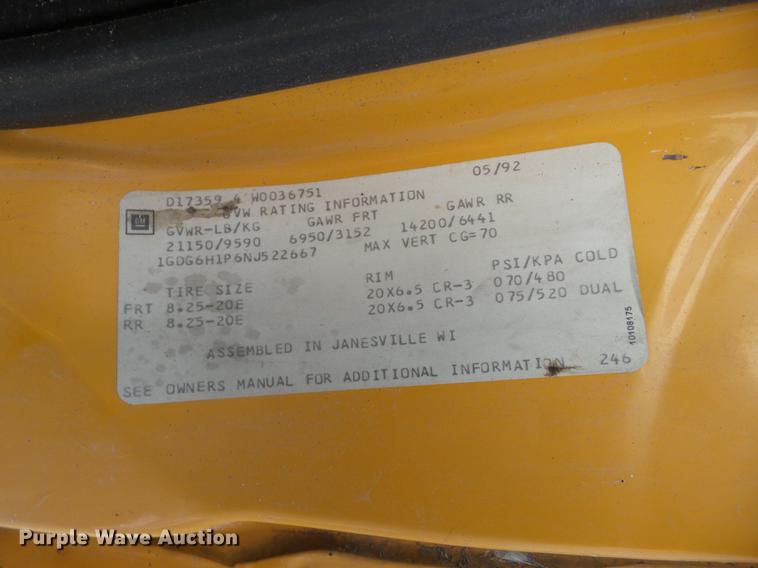 D17359 4 W0036751 05/92
GM GVW RATING INFORMATION
GVWR-LB/KG GAWR FRT GAWR RR
21150/9590 6950/3152 14200/6441
1GDG6H1P6NJ522667 MAX VERT CG=70
TIRE SIZE RIM PSI/KPA COLD
FRT 8.25-20E 20X6.5 CR-3 070/480
RR 8.25-20E 20X6.5 CR-3 075/520 DUAL
10108175
ASSEMBLED IN JANESVILLE WI
SEE OWNERS MANUAL FOR ADDITIONAL INFORMATION 246
Purple Wave Auction